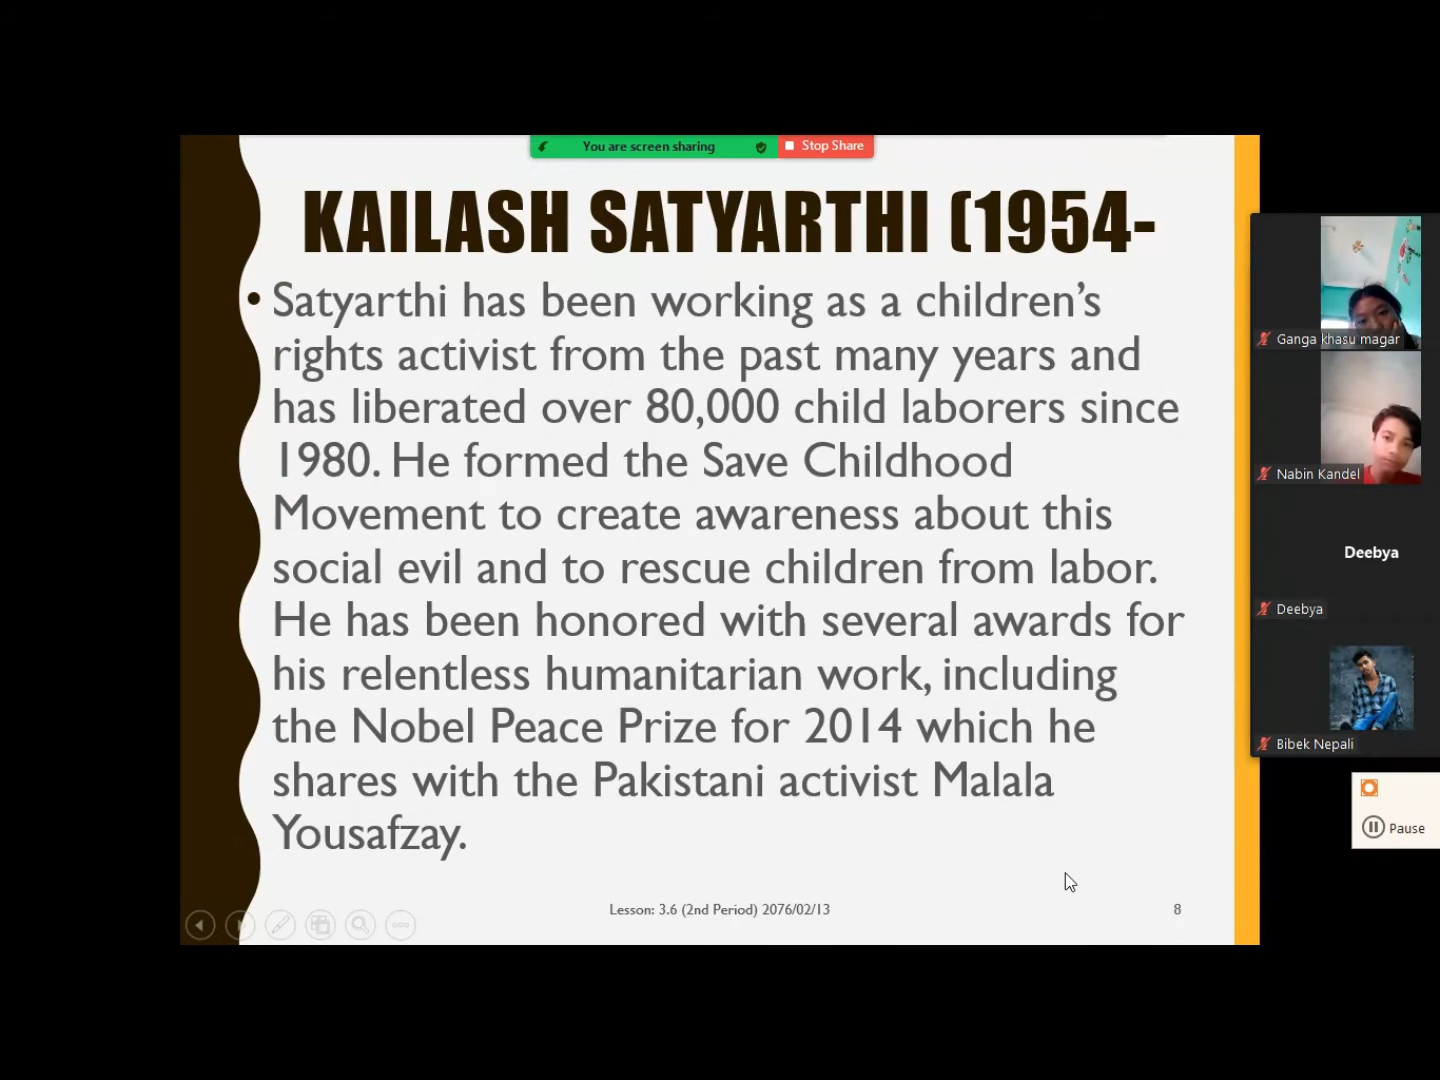 You are screen sharing
Stop Share
KAILASH SATYARTHI (1954-
• Satyarthi has been working as a children's
rights activist from the past many years and
has liberated over 80,000 child laborers since
1980. He formed the Save Childhood
Movement to create awareness about this
social evil and to rescue children from labor.
He has been honored with several awards for
his relentless humanitarian work, including
the Nobel Peace Prize for 2014 which he
shares with the Pakistani activist Malala
Yousafzay.
Lesson: 3.6 (2nd Period) 2076/02/13
8
Ganga khasu magar
Nabin Kandel
Deebya
Deebya
Bibek Nepali
Pause